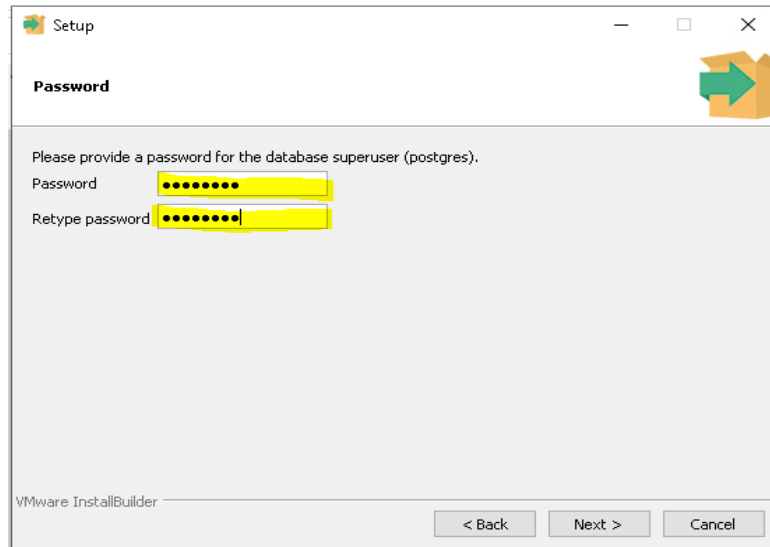 Setup
Password
Please provide a password for the database superuser (postgres).
Password ••••••••
Retype password ••••••••
VMware InstallBuilder
< Back Next > Cancel